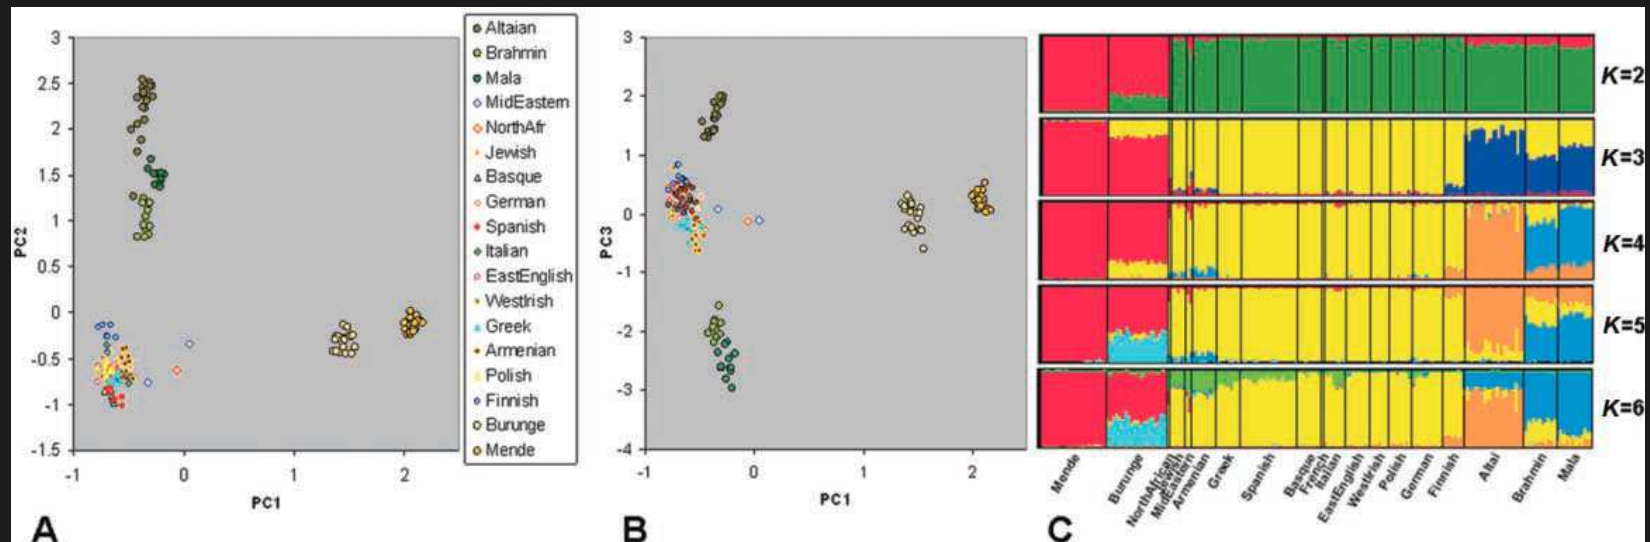 3
2.5
2
1.5
1
0.5
0
-0.5
-1
-1.5
PC2
-1 0 1 2
PC1
A
Altaian
Brahmin
Mala
MidEastern
NorthAfr
Jewish
Basque
German
Spanish
Italian
EastEnglish
WestIrish
Greek
Armenian
Polish
Finnish
Burunge
Mende
3
2
1
0
-1
-2
-3
-4
PC3
-1 0 1 2
PC1
B
K=2
K=3
K=4
K=5
K=6
Mende
Burunge
NorthAfrican
Jewish
MidEastern
Armenian
Greek
Spanish
Basque
French
Italian
EastEnglish
WestIrish
Polish
German
Finnish
Altai
Brahmin
Mala
C